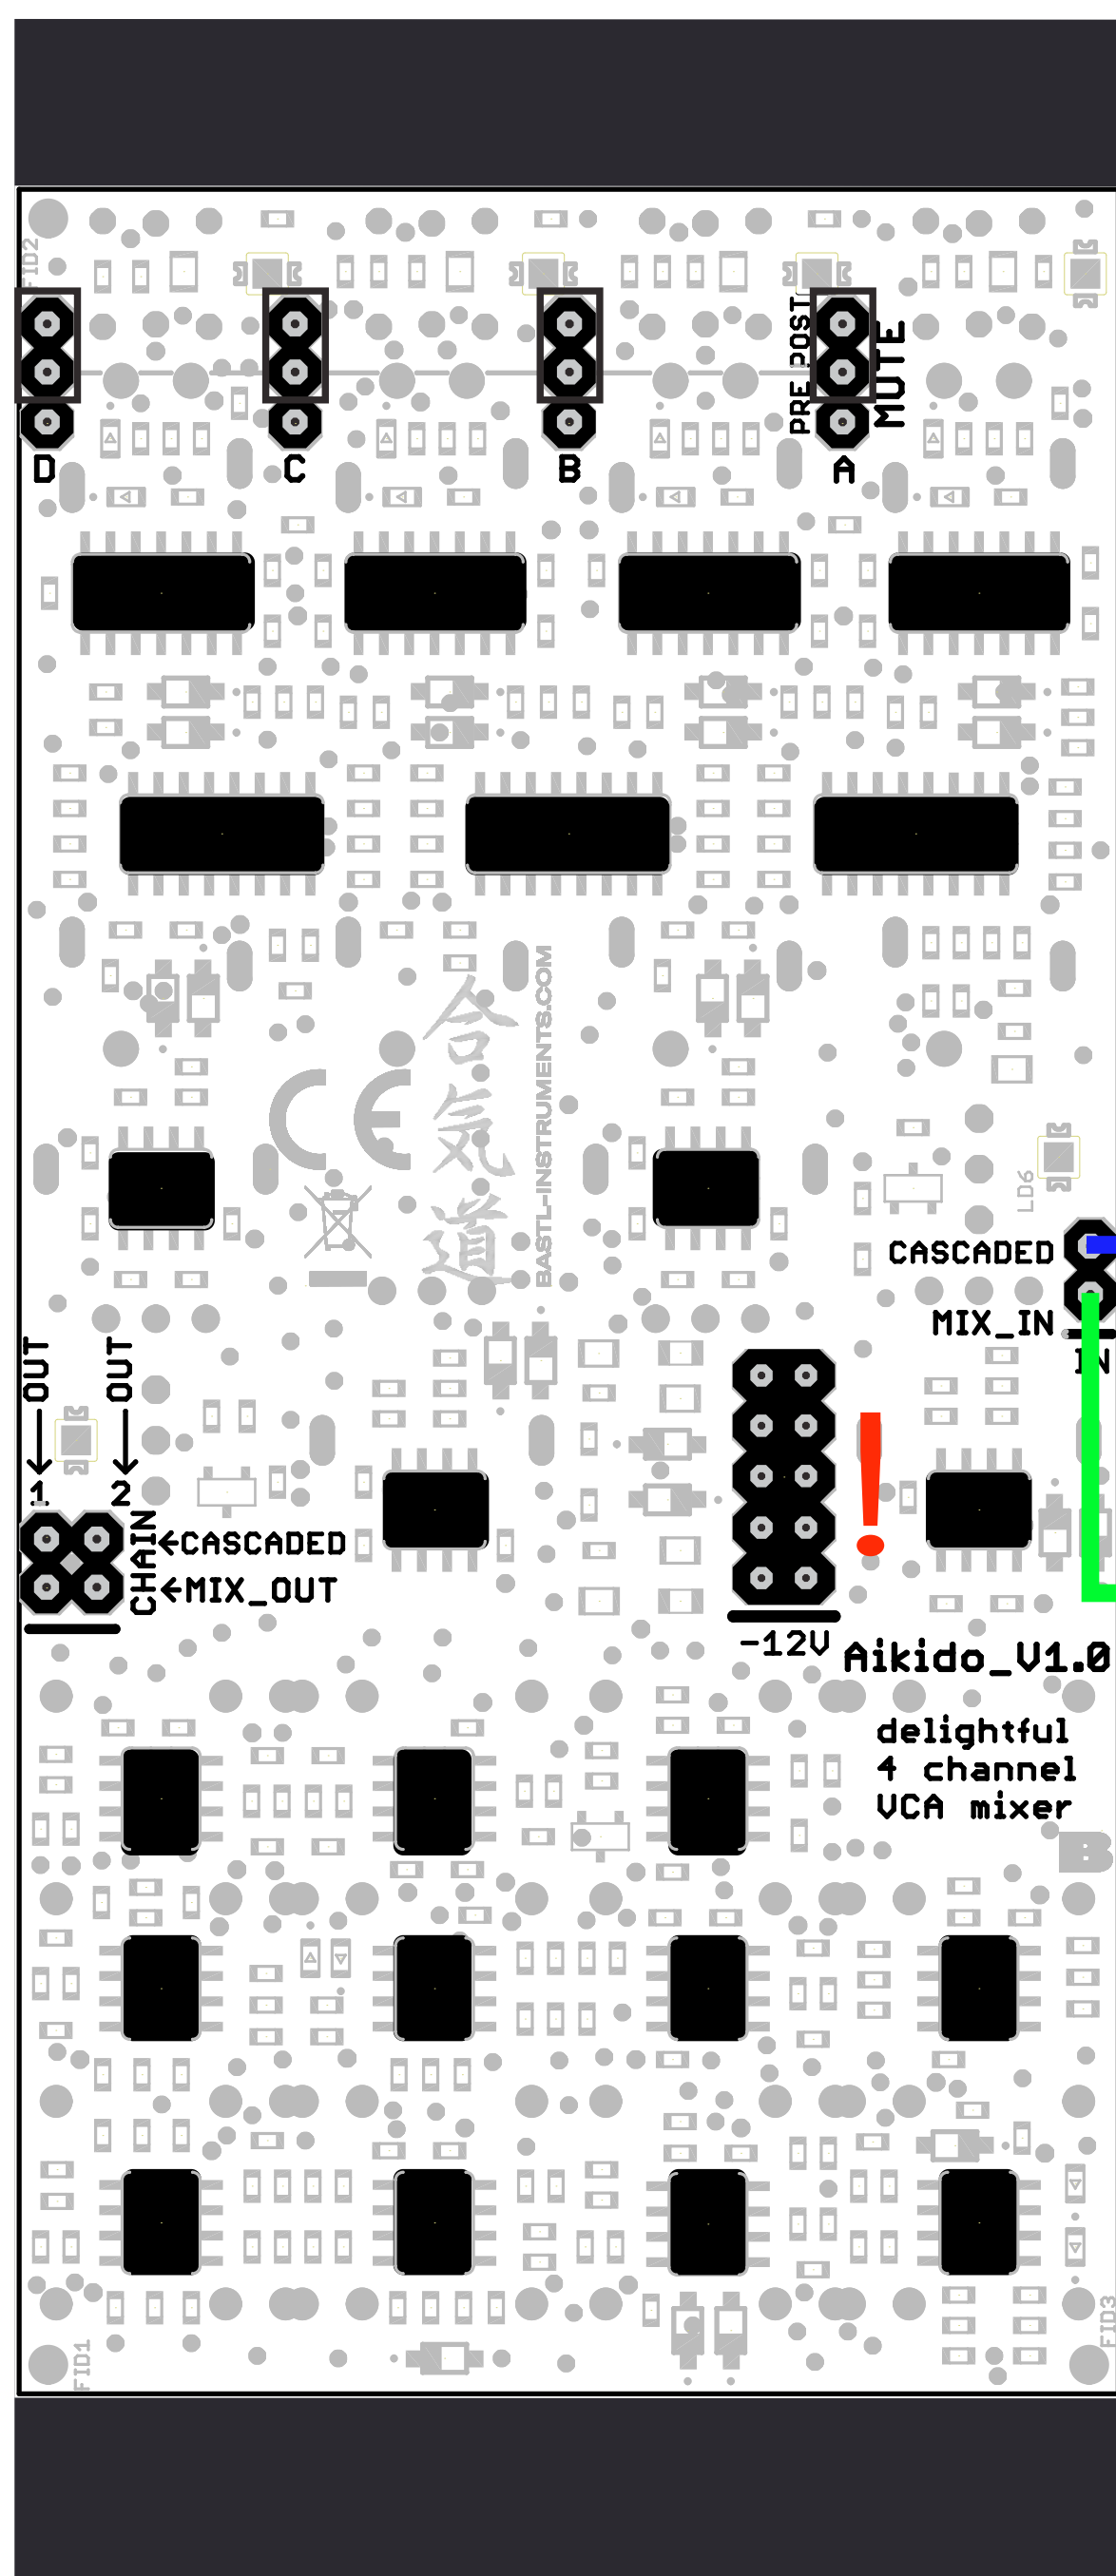 FID2
PRE POST
MUTE
D
C
B
A
合気道
BASTL-INSTRUMENTS.COM
CE
LD6
CASCADED
MIX_IN
IN
OUT
OUT
1
2
CHAIN
←CASCADED
←MIX_OUT
!
-12V
Aikido_V1.0
delightful
4 channel
VCA mixer
B
FID1
FID3